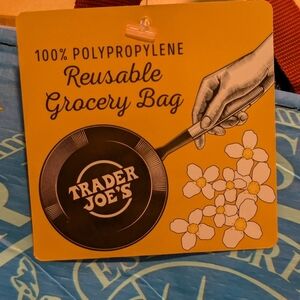 100% POLYPROPYLENE
Reusable
Grocery Bag
TRADER
JOE'S